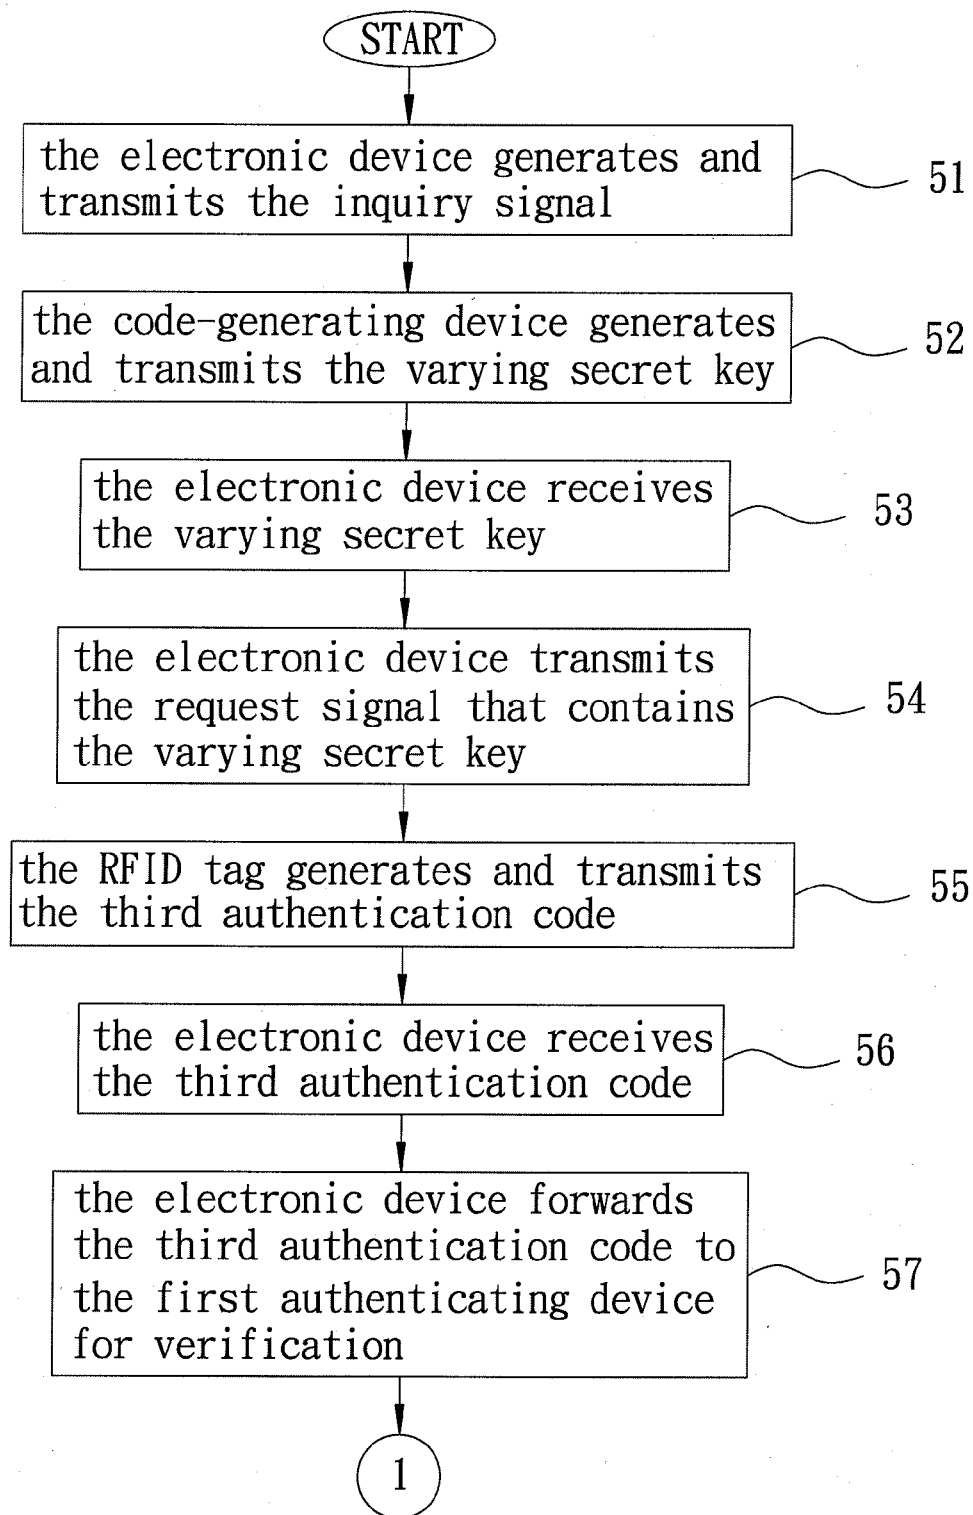 START
the electronic device generates and
transmits the inquiry signal
51
the code-generating device generates
and transmits the varying secret key
52
the electronic device receives
the varying secret key
53
the electronic device transmits
the request signal that contains
the varying secret key
54
the RFID tag generates and transmits
the third authentication code
55
the electronic device receives
the third authentication code
56
the electronic device forwards
the third authentication code to
the first authenticating device
for verification
57
1